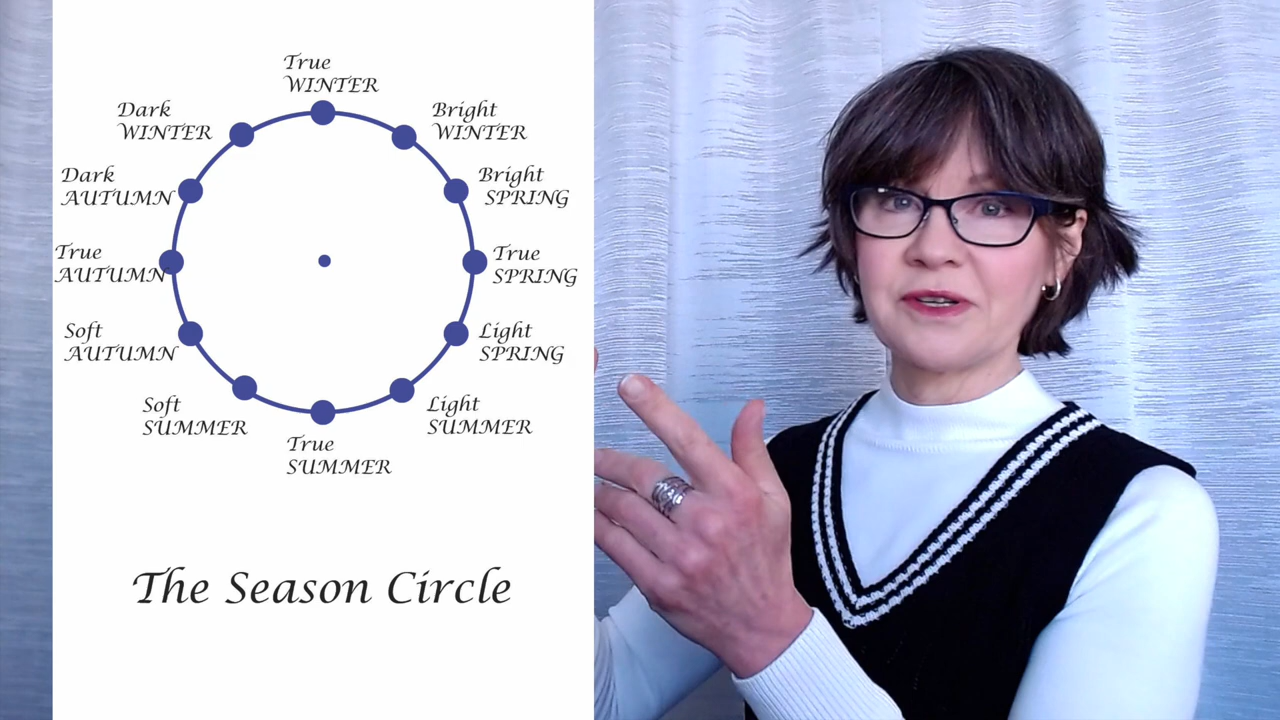 True
WINTER
Bright
WINTER
Bright
SPRING
True
SPRING
Light
SPRING
Light
SUMMER
True
SUMMER
Soft
SUMMER
Soft
AUTUMN
True
AUTUMN
Dark
AUTUMN
Dark
WINTER
The Season Circle